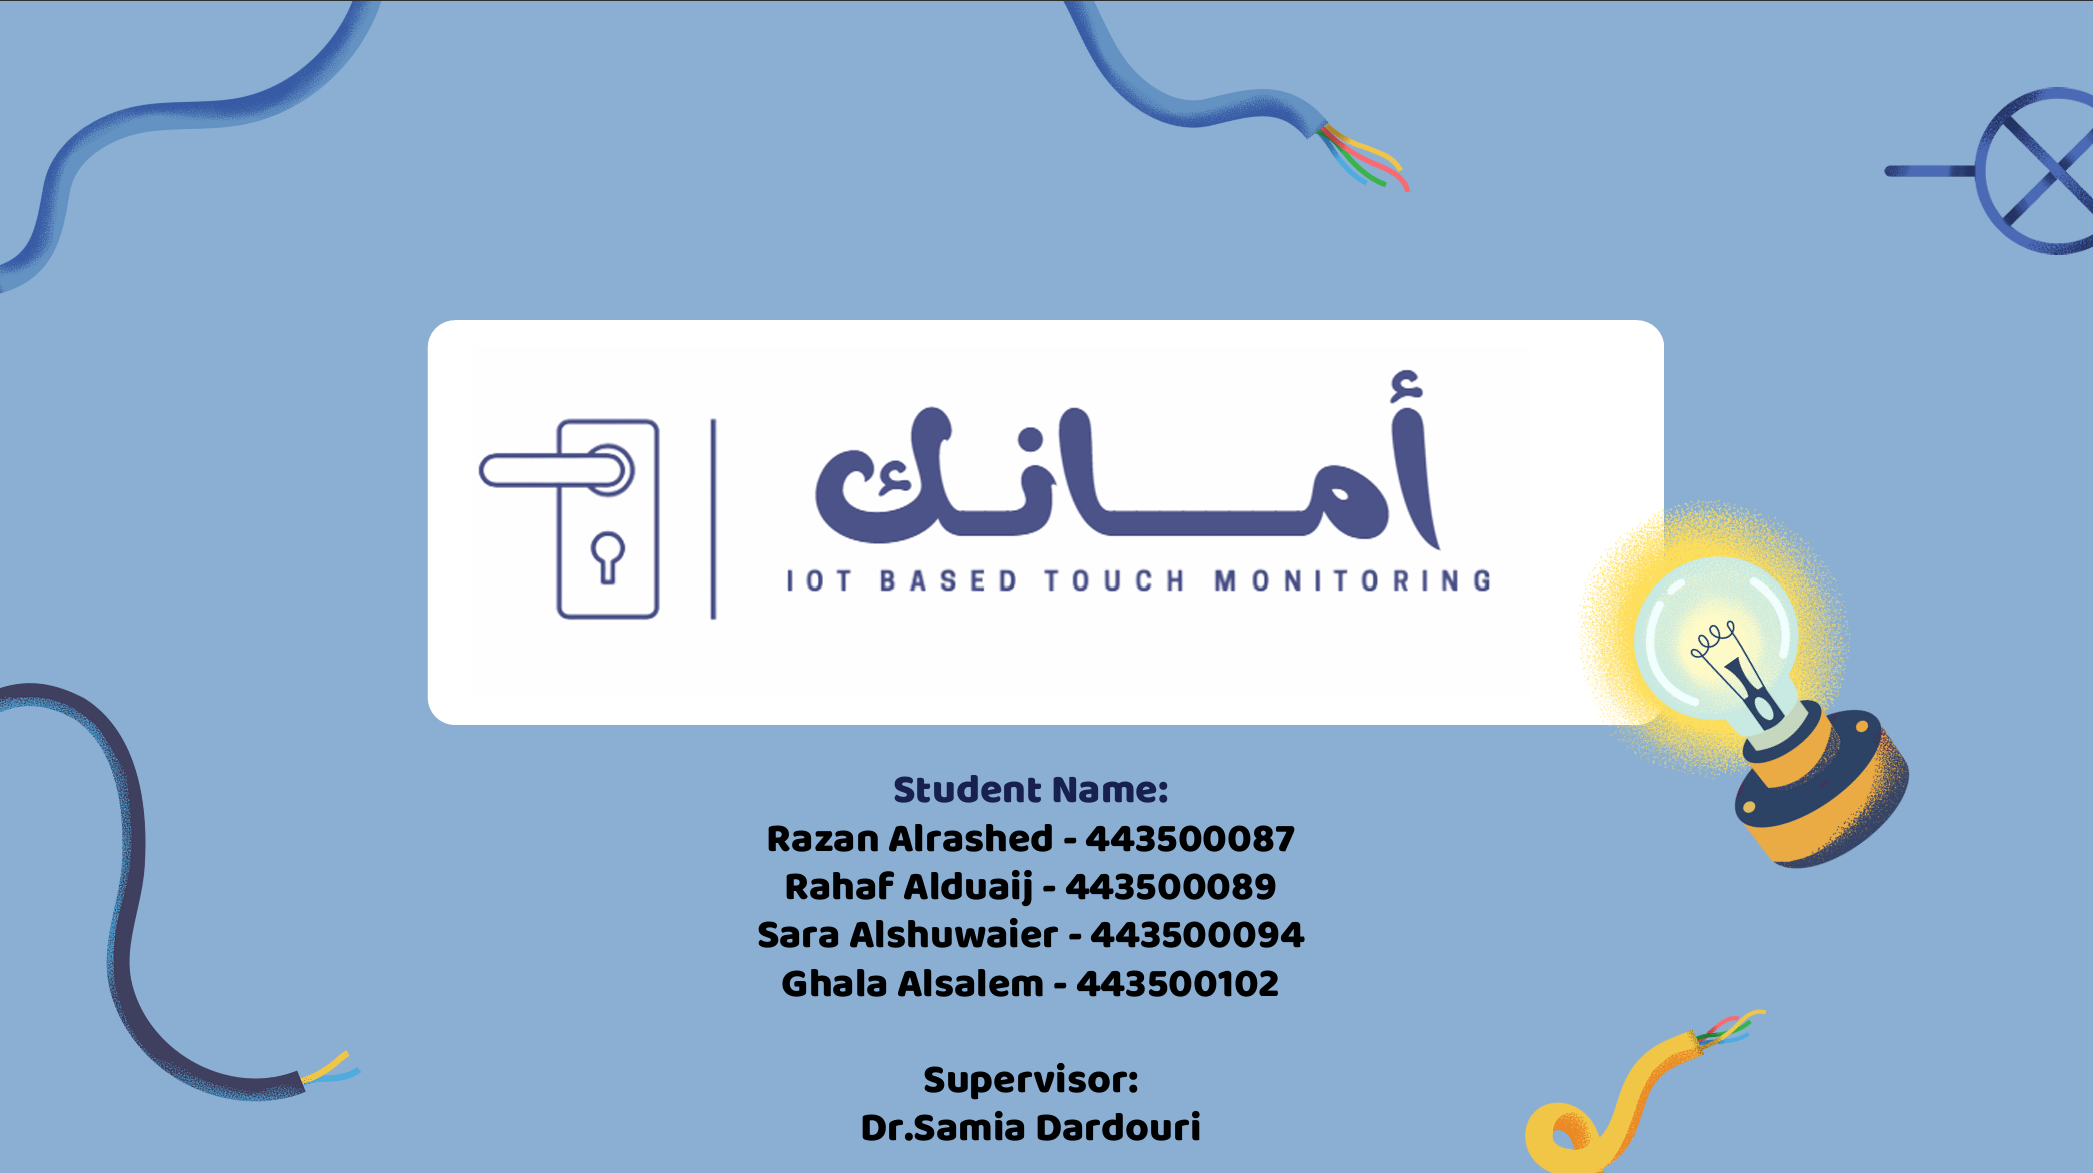 أمانك
IOT BASED TOUCH MONITORING
Student Name:
Razan Alrashed - 443500087
Rahaf Alduaij - 443500089
Sara Alshuwaier - 443500094
Ghala Alsalem - 443500102
Supervisor:
Dr.Samia Dardouri